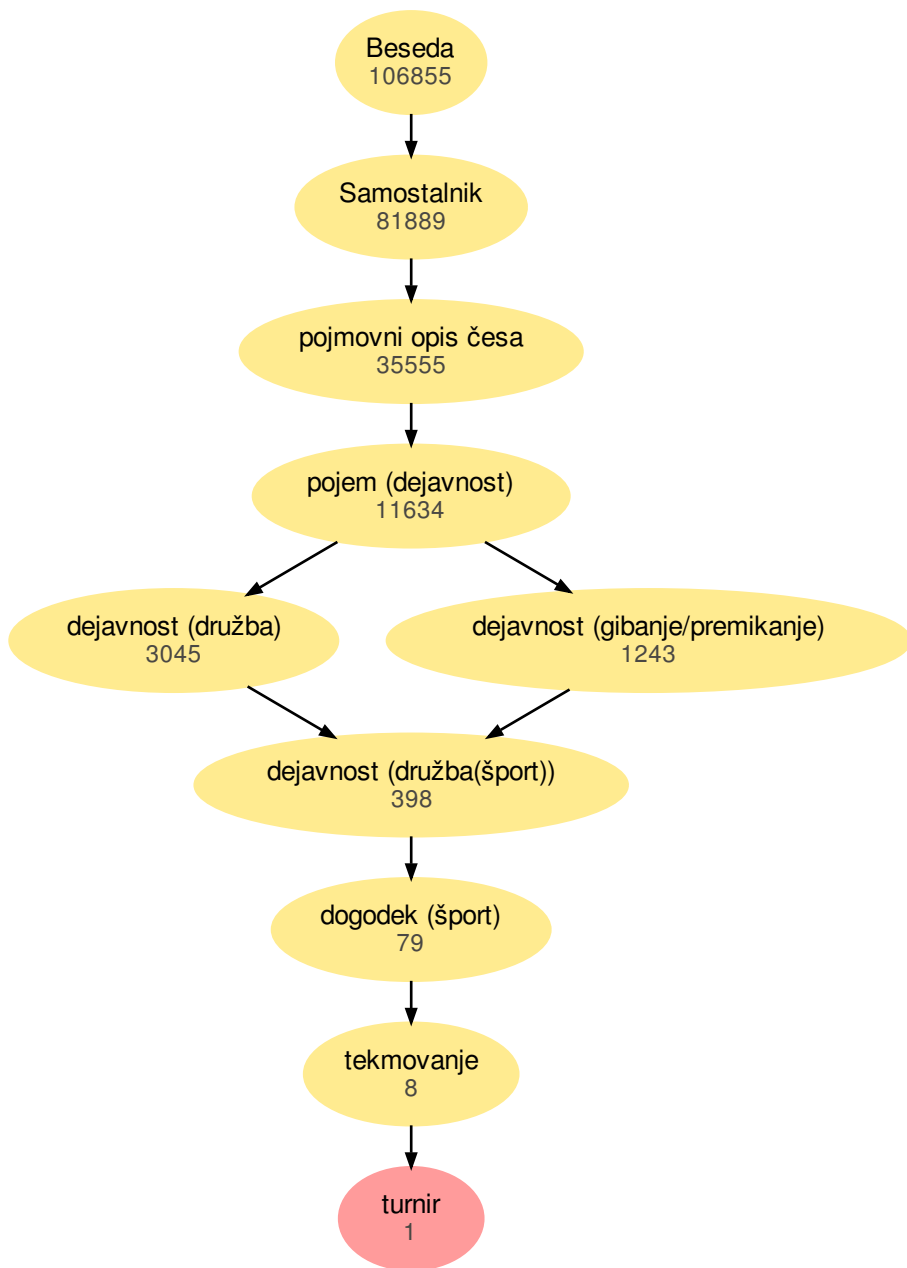 Beseda
106855
Samostalnik
81889
pojmovni opis česa
35555
pojem (dejavnost)
11634
dejavnost (družba)
3045
dejavnost (gibanje/premikanje)
1243
dejavnost (družba(šport))
398
dogodek (šport)
79
tekmovanje
8
turnir
1